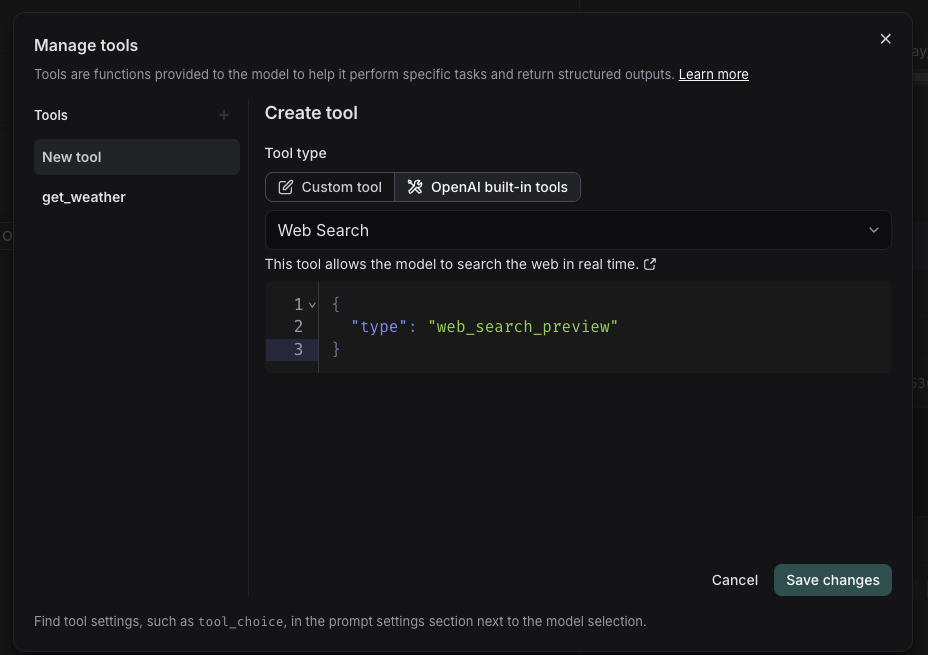 Manage tools
Tools are functions provided to the model to help it perform specific tasks and return structured outputs. Learn more
Tools
New tool
get_weather
Create tool
Tool type
Custom tool OpenAI built-in tools
Web Search
This tool allows the model to search the web in real time.
1 {
2 "type": "web_search_preview"
3 }
Cancel Save changes
Find tool settings, such as tool_choice, in the prompt settings section next to the model selection.